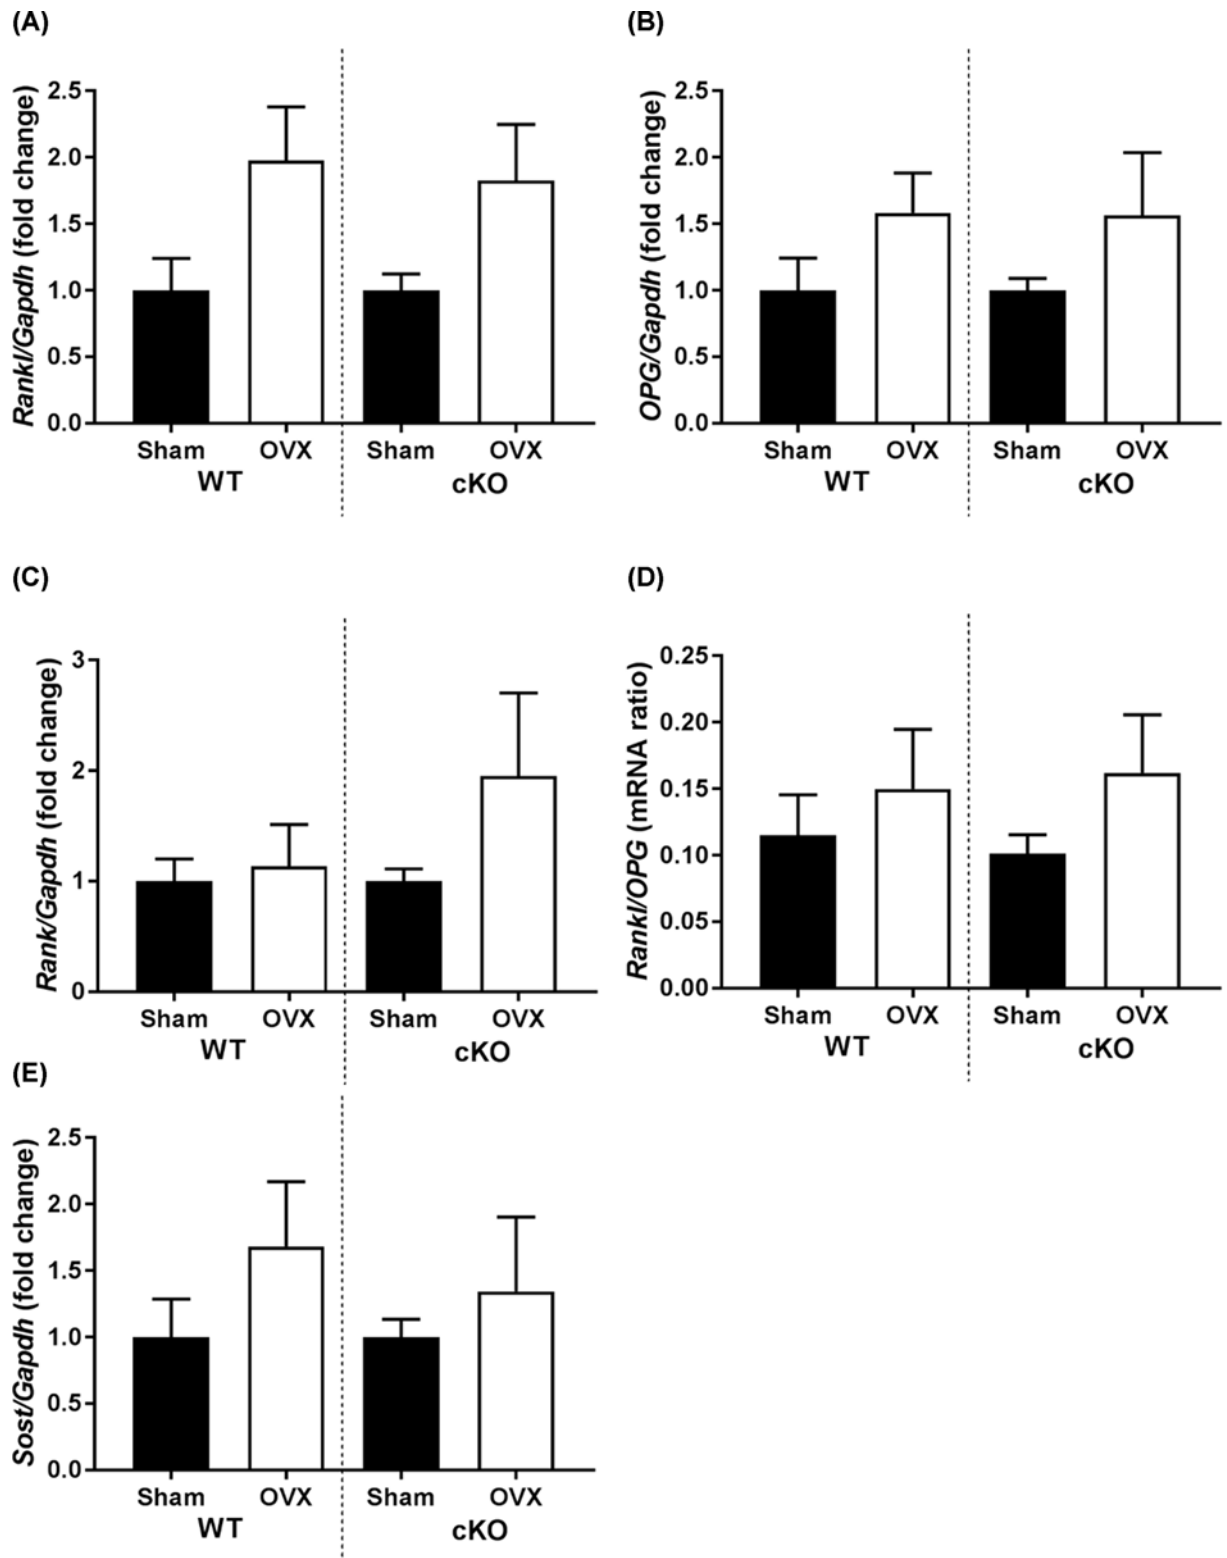 (A)
Rankl/Gapdh (fold change)
2.5
2.0
1.5
1.0
0.5
0.0
Sham OVX Sham OVX
WT cKO
(B)
OPG/Gapdh (fold change)
2.5
2.0
1.5
1.0
0.5
0.0
Sham OVX Sham OVX
WT cKO
(C)
Rank/Gapdh (fold change)
3
2
1
0
Sham OVX Sham OVX
WT cKO
(D)
Rankl/OPG (mRNA ratio)
0.25
0.20
0.15
0.10
0.05
0.00
Sham OVX Sham OVX
WT cKO
(E)
Sost/Gapdh (fold change)
2.5
2.0
1.5
1.0
0.5
0.0
Sham OVX Sham OVX
WT cKO